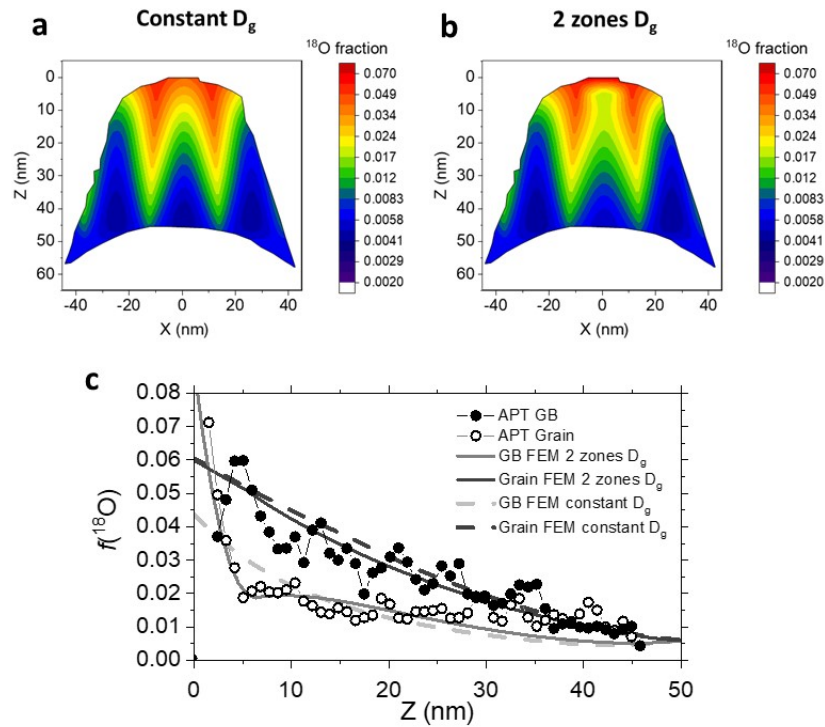 a
Constant Dg
b
2 zones Dg
18O fraction
0.070
0.048
0.034
0.024
0.017
0.0083
0.0058
0.0041
0.0029
0.0020
0
10
20
30
40
50
60
Z (nm)
-40 -20 0 20 40
X (nm)
18O fraction
0.070
0.048
0.034
0.024
0.017
0.0083
0.0058
0.0041
0.0029
0.0020
0
10
20
30
40
50
60
Z (nm)
-40 -20 0 20 40
X (nm)
c
0.08
0.07
0.06
0.05
0.04
0.03
0.02
0.01
0.00
f(18O)
APT GB
APT Grain
GB FEM 2 zones Dg
Grain FEM 2 zones Dg
GB FEM constant Dg
Grain FEM constant Dg
0 10 20 30 40 50
Z (nm)